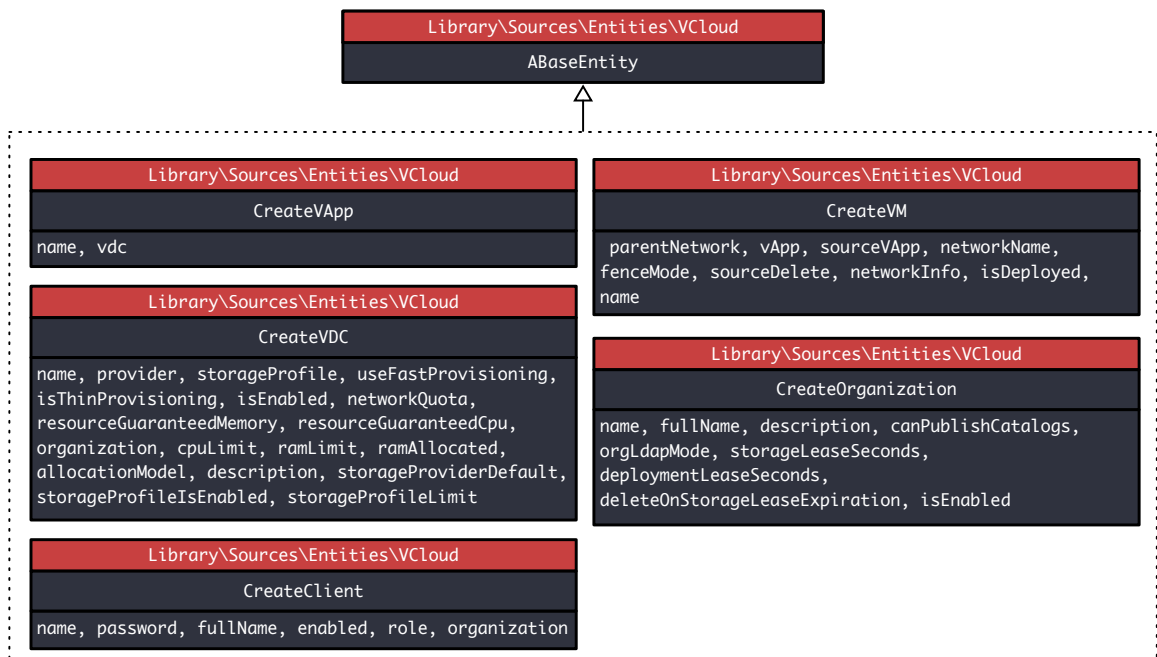 Library\Sources\Entities\VCloud
ABaseEntity
Library\Sources\Entities\VCloud
CreateVApp
name, vdc
Library\Sources\Entities\VCloud
CreateVDC
name, provider, storageProfile, useFastProvisioning,
isThinProvisioning, isEnabled, networkQuota,
resourceGuaranteedMemory, resourceGuaranteedCpu,
organization, cpuLimit, ramLimit, ramAllocated,
allocationModel, description, storageProviderDefault,
storageProfileIsEnabled, storageProfileLimit
Library\Sources\Entities\VCloud
CreateClient
name, password, fullName, enabled, role, organization
Library\Sources\Entities\VCloud
CreateVM
parentNetwork, vApp, sourceVApp, networkName,
fenceMode, sourceDelete, networkInfo, isDeployed,
name
Library\Sources\Entities\VCloud
CreateOrganization
name, fullName, description, canPublishCatalogs,
orgLdapMode, storageLeaseSeconds,
deploymentLeaseSeconds,
deleteOnStorageLeaseExpiration, isEnabled